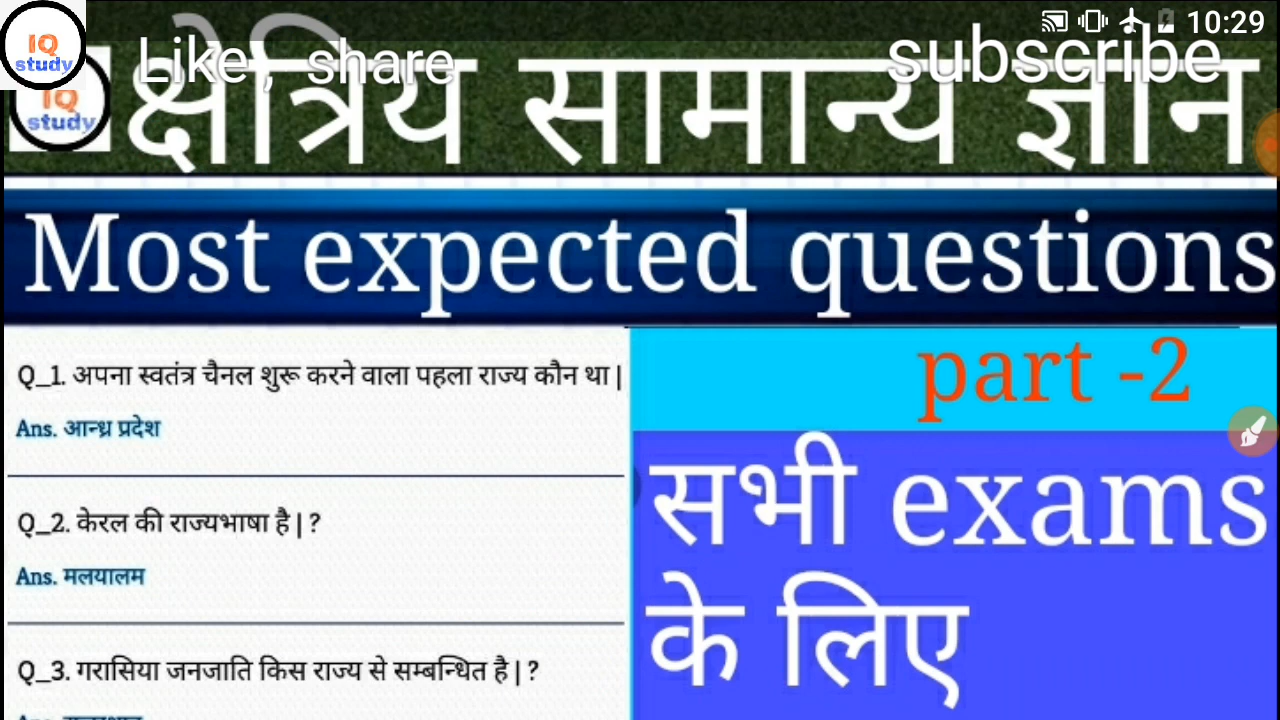 10:29
IQ
study
Like, share
subscribe
IQ
study
क्षेत्रिय सामान्य ज्ञान
Most expected questions
Q_1. अपना स्वतंत्र चैनल शुरू करने वाला पहला राज्य कौन था |
Ans. आन्ध्र प्रदेश
Q_2. केरल की राज्यभाषा है | ?
Ans. मलयालम
Q_3. गरासिया जनजाति किस राज्य से सम्बन्धित है | ?
part -2
सभी exams
के लिए